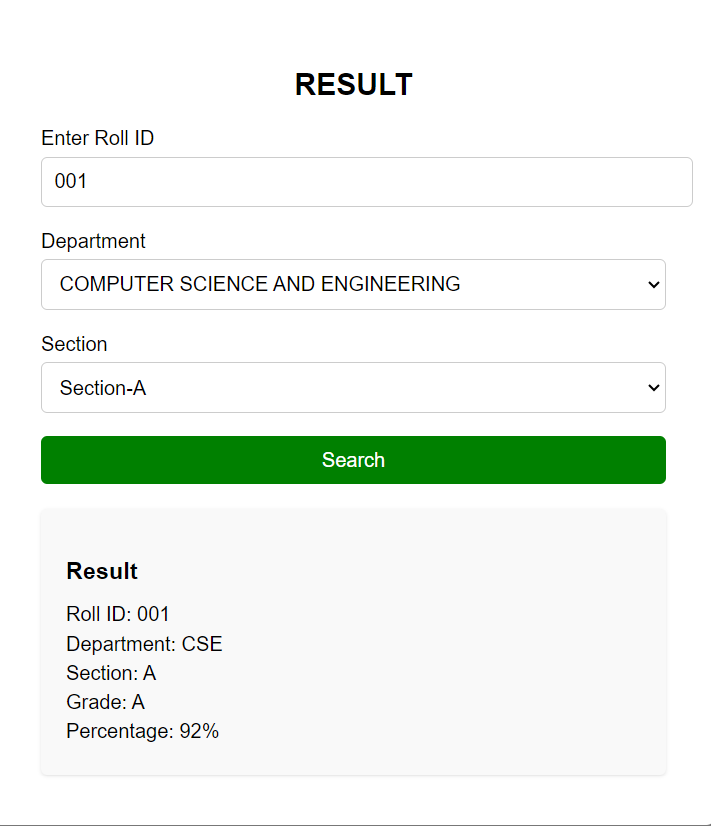 RESULT
Enter Roll ID
001
Department
COMPUTER SCIENCE AND ENGINEERING
Section
Section-A
Search
Result
Roll ID: 001
Department: CSE
Section: A
Grade: A
Percentage: 92%